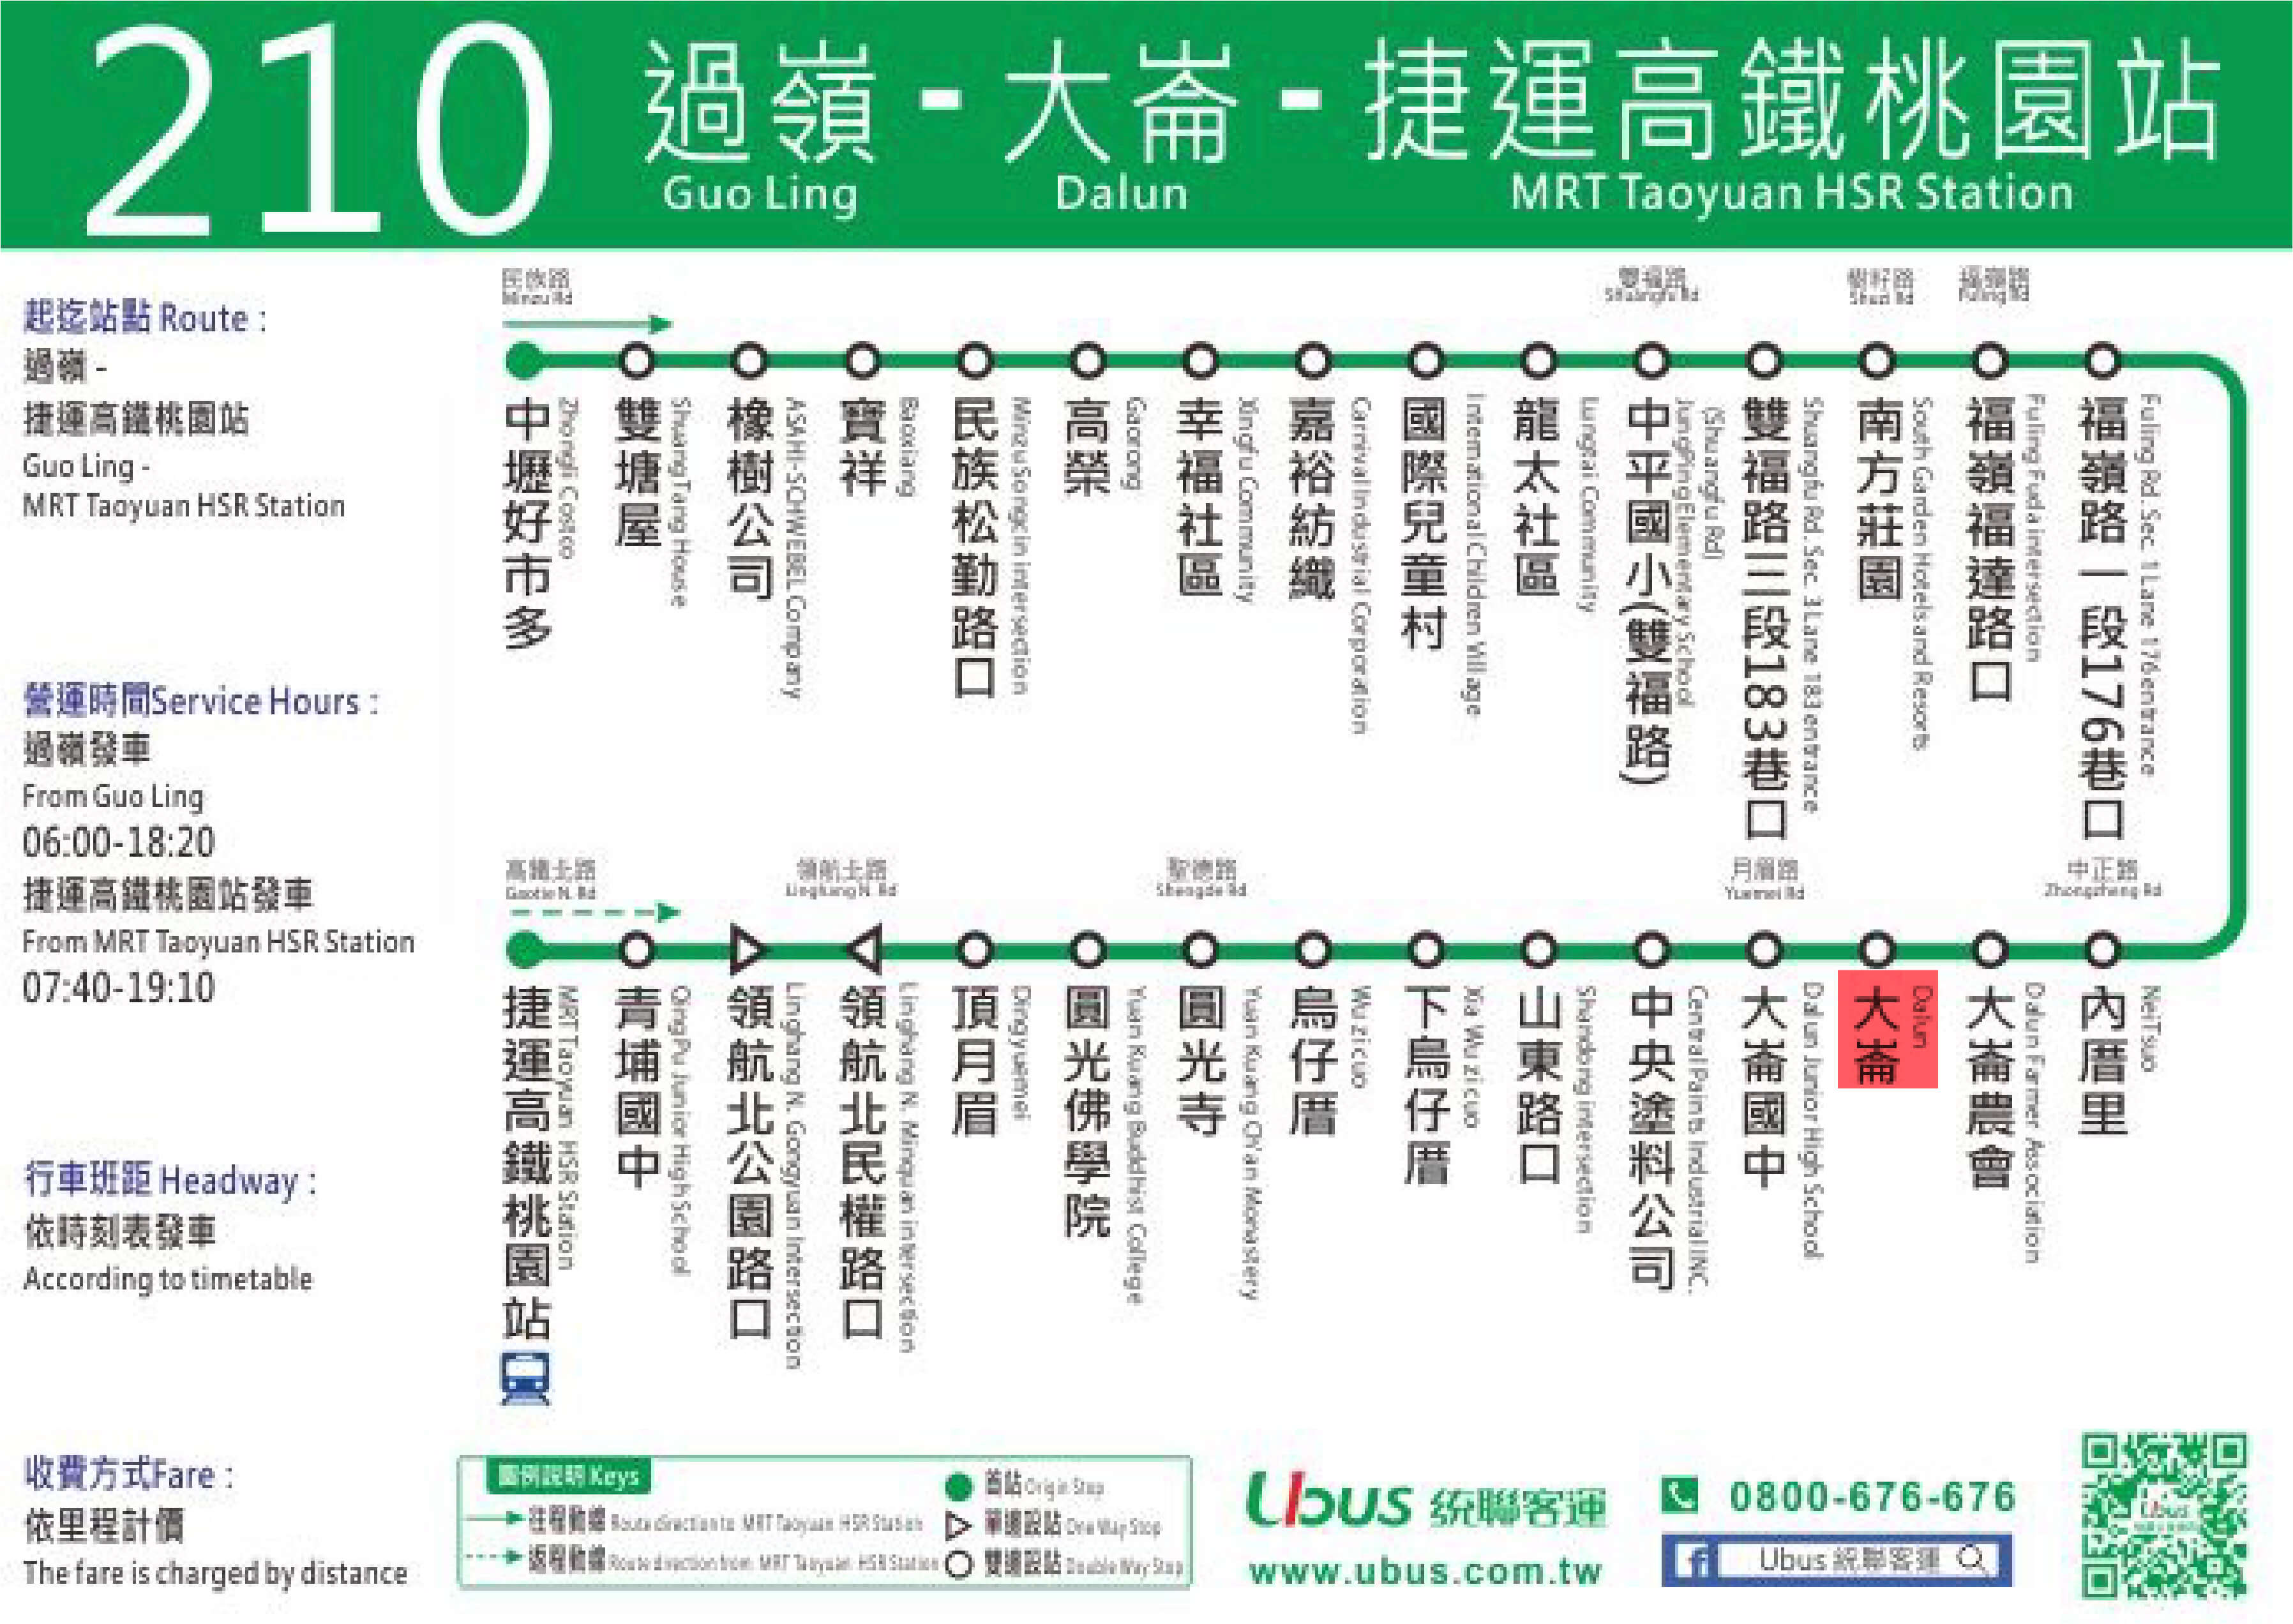 210
過嶺-大崙-捷運高鐵桃園站
Guo Ling
Dalun
MRT Taoyuan HSR Station
起迄站點 Route :
過嶺 -
捷運高鐵桃園站
Guo Ling -
MRT Taoyuan HSR Station
營運時間Service Hours :
過嶺發車
From Guo Ling
06:00-18:20
捷運高鐵桃園站發車
From MRT Taoyuan HSR Station
07:40-19:10
行車班距 Headway :
依時刻表發車
According to timetable
收費方式Fare :
依里程計價
The fare is charged by distance
民族路
Minzu Rd
雙福路
Shuangfu Rd
樹籽路
Shuzi Rd
福嶺路
Fuling Rd
中壢好市多
Zhongli Costco
雙塘屋
Shuang Tang House
橡樹公司
ASAHI-SCHWEBEL Company
寶祥
Baoxiang
民族松勤路口
Minzu Songcin intersection
高榮
Gaorong
幸福社區
Xingfu Community
嘉裕紡織
Carnival Industrial Corporation
國際兒童村
International Children Village
龍太社區
Lungtai Community
中平國小(雙福路)
JungPing Elementary School
(Shuangfu Rd)
雙福路三段183巷口
Shuangfu Rd. Sec. 3 Lane 183 entrance
南方莊園
South Garden Hotels and Resorts
福嶺福達路口
Fuling Fuda intersection
福嶺路一段176巷口
Fuling Rd. Sec. 1 Lane 176 entrance
高鐵北路
Gaotie N. Rd
領航北路
Linghang N. Rd
聖德路
Shengde Rd
月眉路
Yuemei Rd
中正路
Zhongzheng Rd
捷運高鐵桃園站
MRT Taoyuan HSR Station
青埔國中
QingPu Junior High School
領航北公園路口
Linghang N. Gongyuan Intersection
領航北民權路口
Linghang N. Minquan intersection
頂月眉
Dingyuemei
圓光佛學院
Yuan Kuang Buddhist College
圓光寺
Yuan Kuang Ch'an Monastery
烏仔厝
Wu zi cuo
下烏仔厝
Xia Wu zi cuo
山東路口
Shandong intersection
中央塗料公司
Central Paints Industrial INC.
大崙國中
Dalun Junior High School
大崙
Dalun
大崙農會
Dalun Farmer Association
內厝里
NeiTsuo
圖例說明 Keys
往程動線 Route direction to MRT Taoyuan HSR Station
返程動線 Route direction from MRT Taoyuan HSR Station
首站 Origin Stop
單邊設站 One Way Stop
雙邊設站 Double Way Stop
Ubus 統聯客運
www.ubus.com.tw
0800-676-676
f Ubus 統聯客運
Ubus